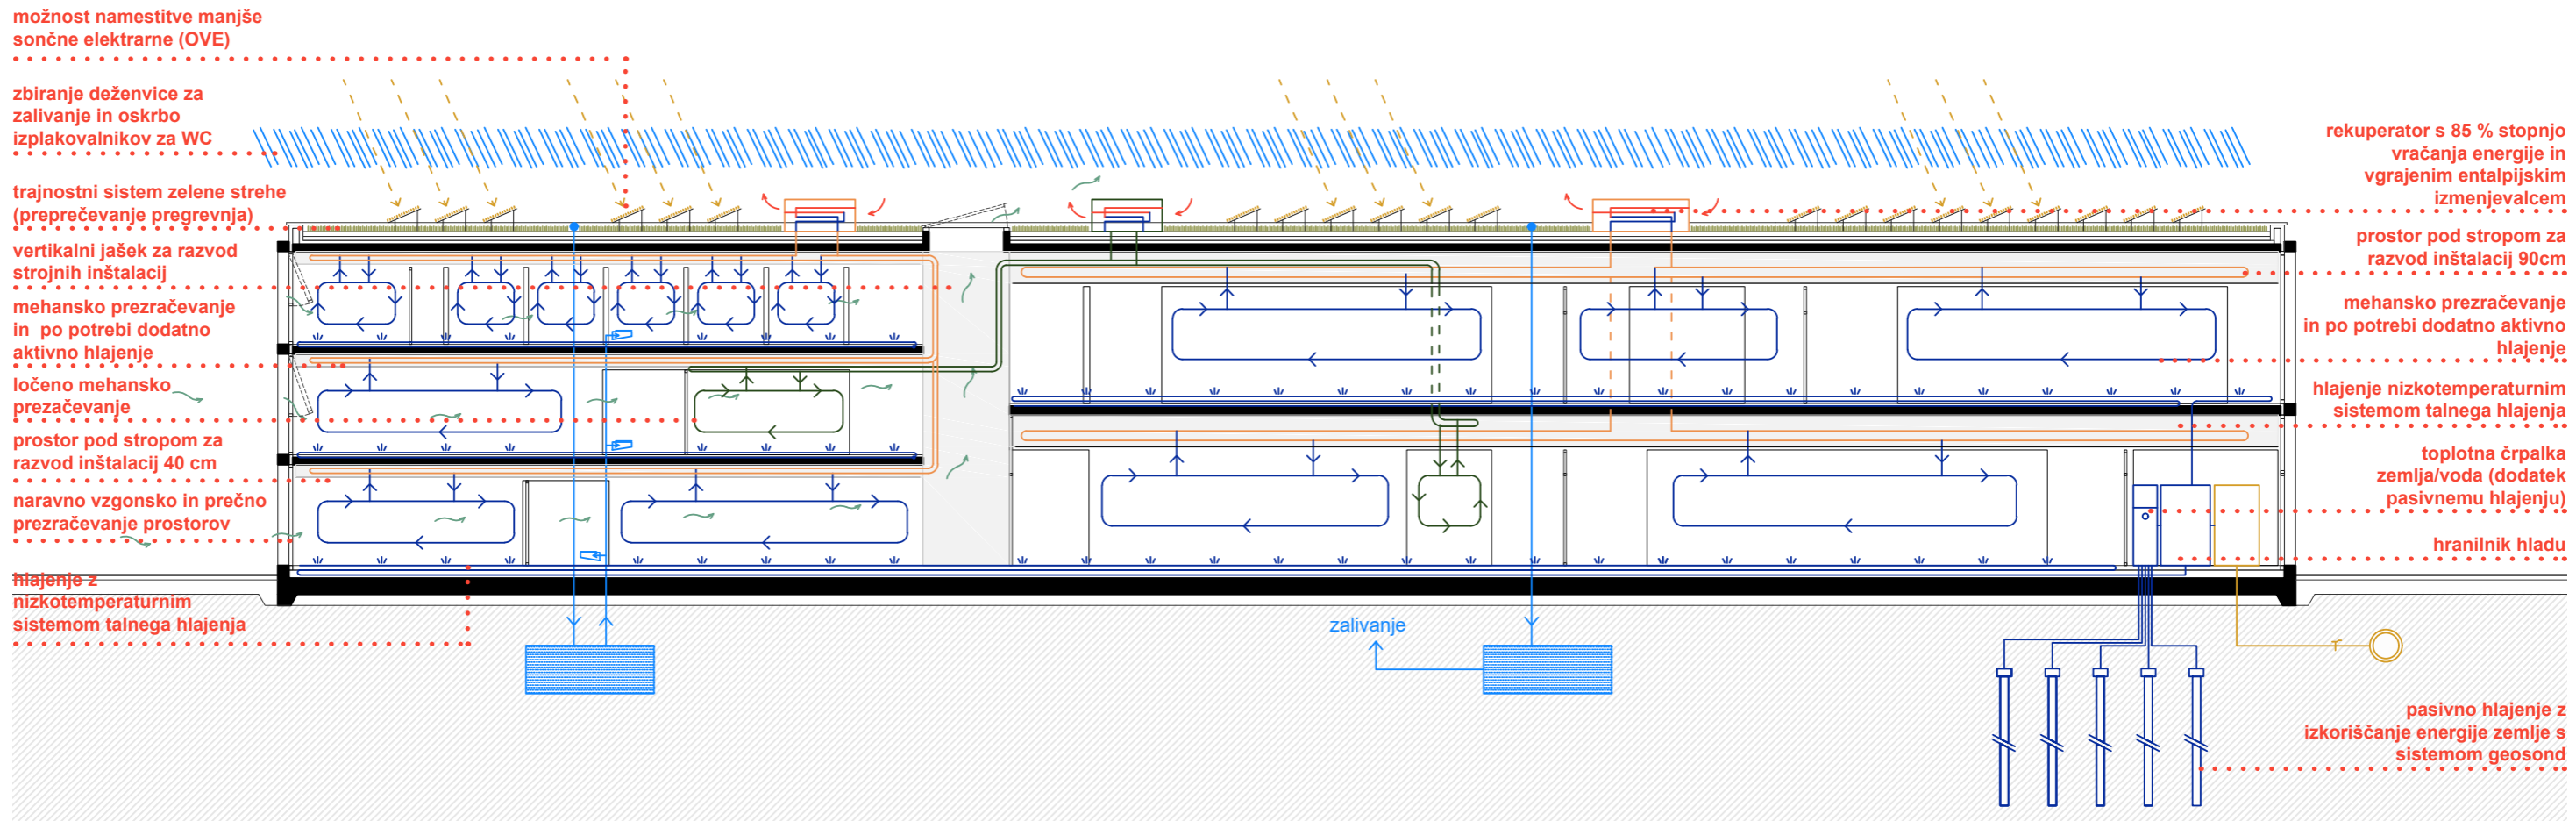 možnost namestitve manjše
sončne elektrarne (OVE)
zbiranje deževnice za
zalivanje in oskrbo
izplakovalnikov za WC
trajnostni sistem zelene strehe
(preprečevanje pregrevnja)
vertikalni jašek za razvod
strojnih inštalacij
mehansko prezračevanje
in po potrebi dodatno
aktivno hlajenje
ločeno mehansko
prezačevanje
prostor pod stropom za
razvod inštalacij 40 cm
naravno vzgonsko in prečno
prezračevanje prostorov
hlajenje z
nizkotemperaturnim
sistemom talnega hlajenja
zalivanje
rekuperator s 85 % stopnjo
vračanja energije in
vgrajenim entalpijskim
izmenjevalcem
prostor pod stropom za
razvod inštalacij 90cm
mehansko prezračevanje
in po potrebi dodatno aktivno
hlajenje
hlajenje nizkotemperaturnim
sistemom talnega hlajenja
toplotna črpalka
zemlja/voda (dodatek
pasivnemu hlajenju)
hranilnik hladu
pasivno hlajenje z
izkoriščanje energije zemlje s
sistemom geosond